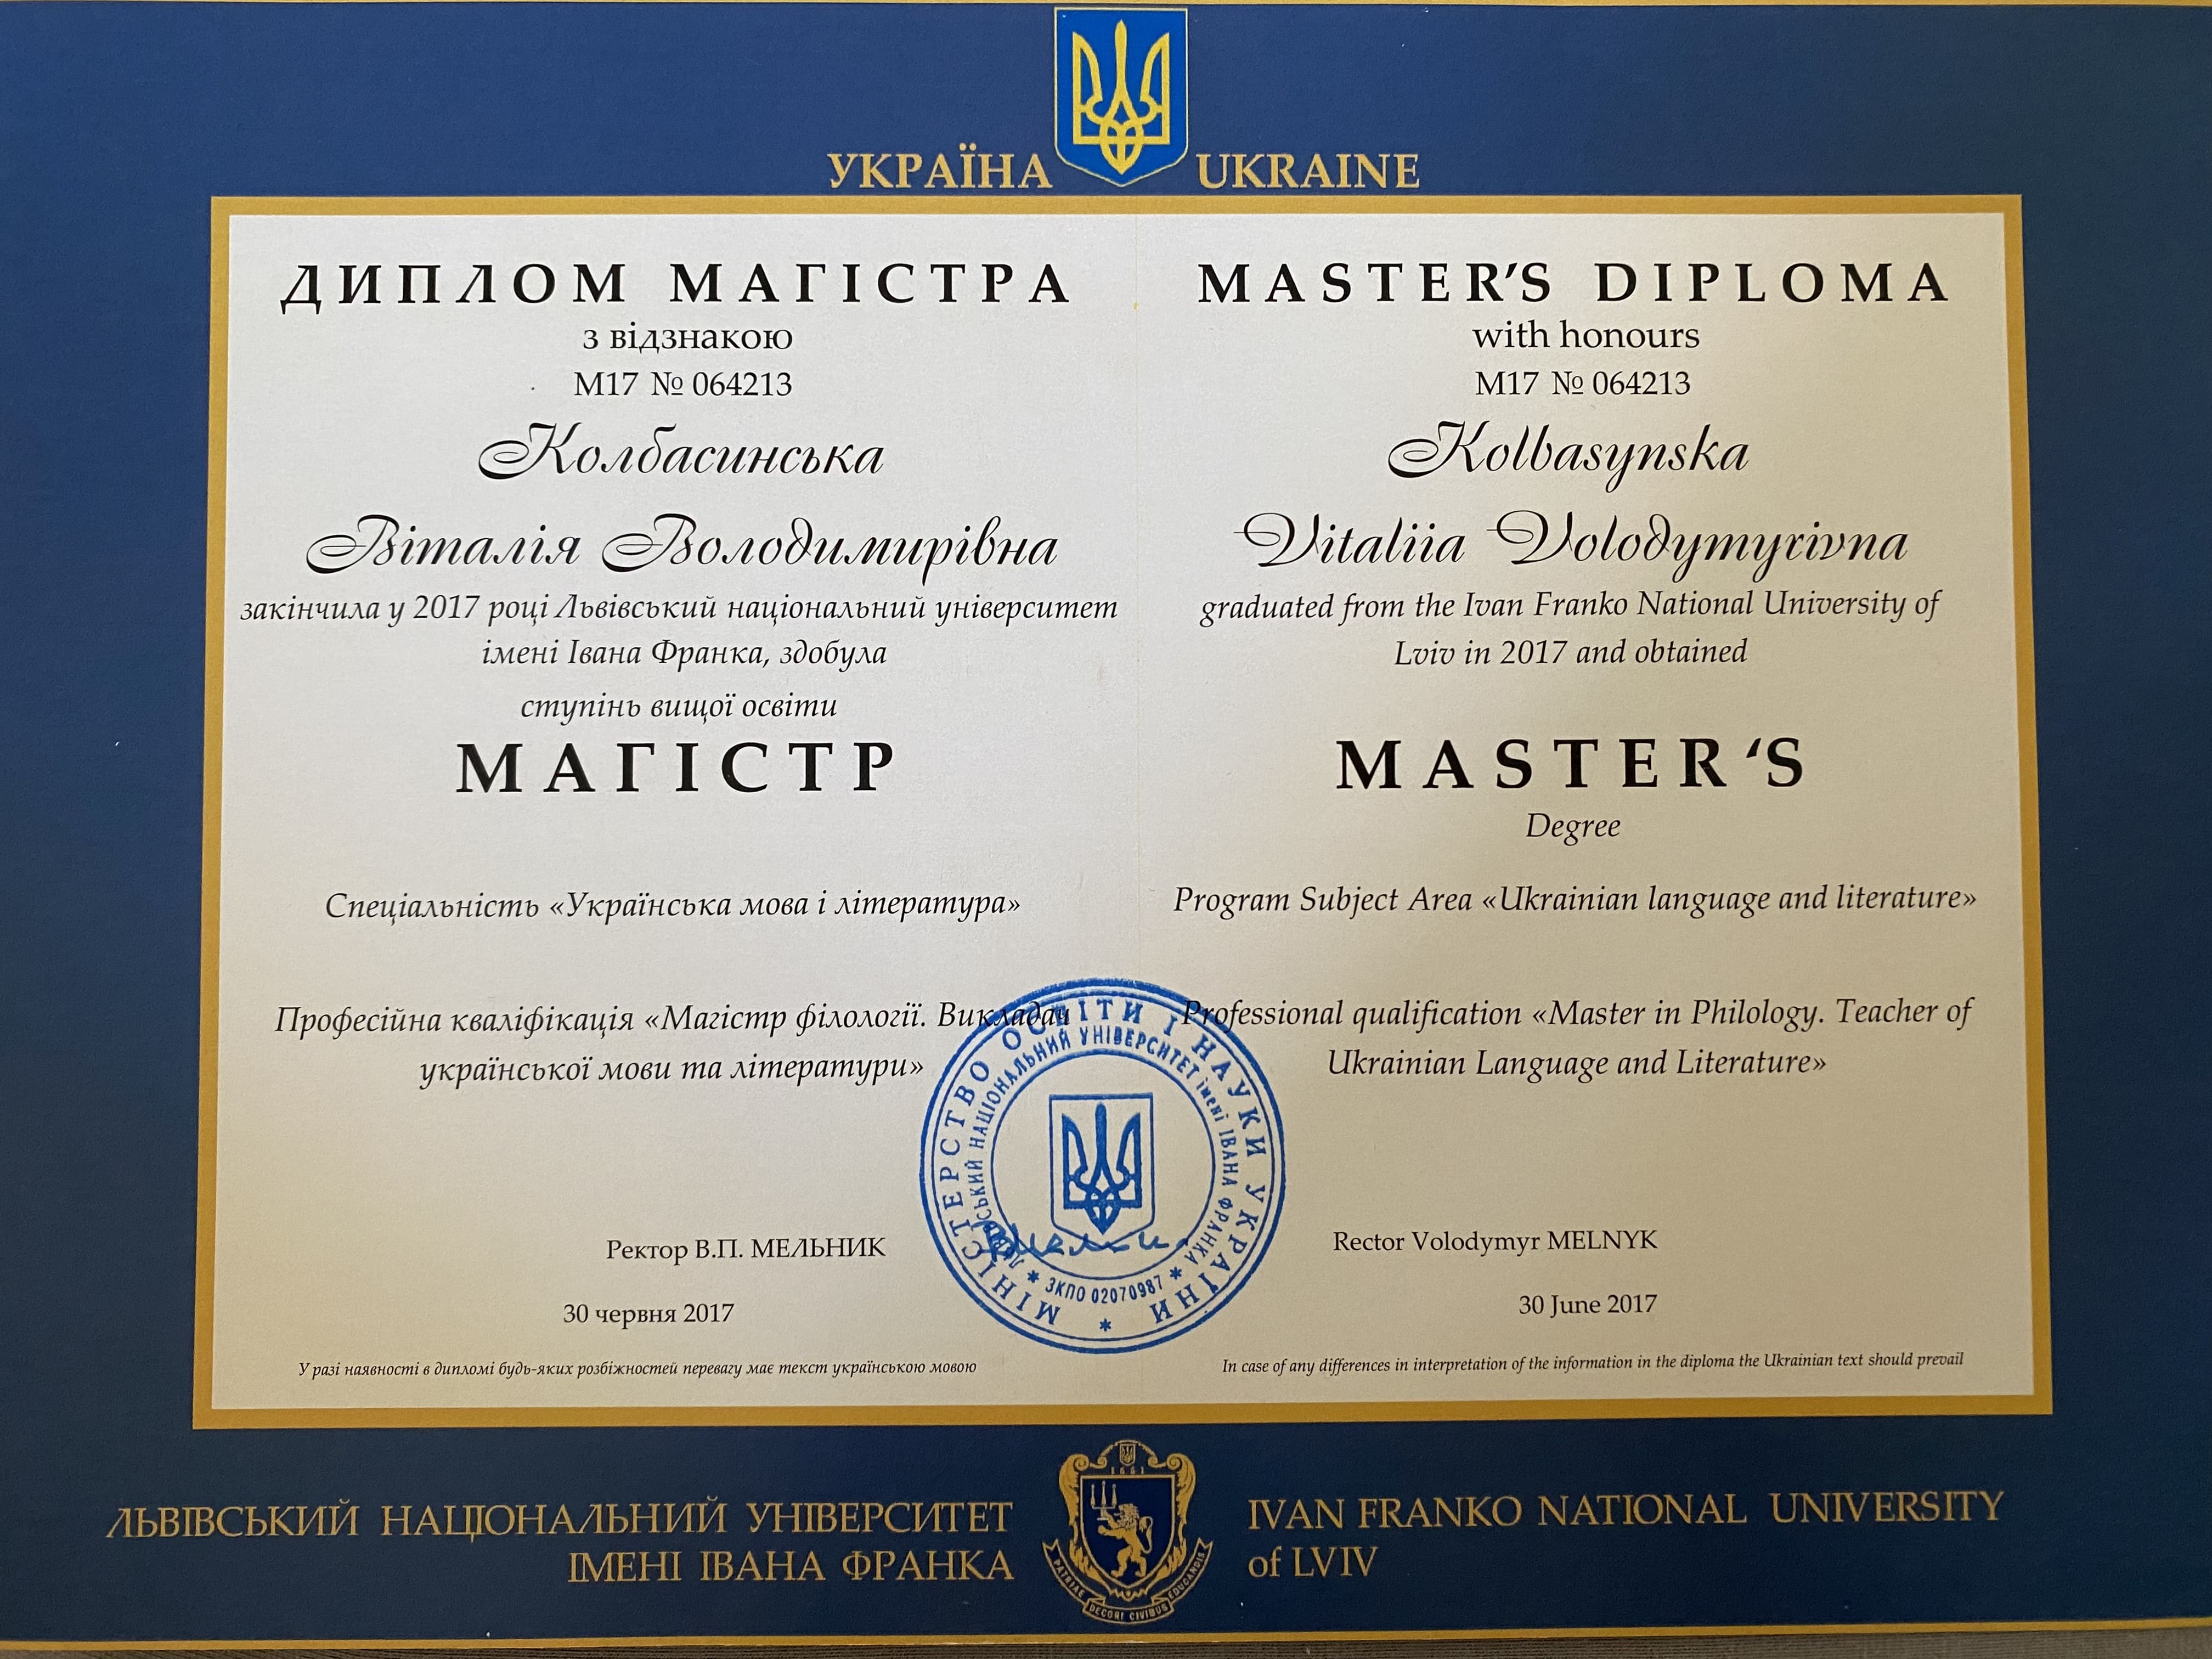 УКРАЇНА UKRAINE
ДИПЛОМ МАГІСТРА
з відзнакою
М17 № 064213
Колбасинська
Віталія Володимирівна
закінчила у 2017 році Львівський національний університет
імені Івана Франка, здобула
ступінь вищої освіти
МАГІСТР
Спеціальність «Українська мова і література»
Професійна кваліфікація «Магістр філології. Викладач
української мови та літератури»
Ректор В.П. МЕЛЬНИК
30 червня 2017
У разі наявності в дипломі будь-яких розбіжностей перевагу має текст українською мовою
MASTER'S DIPLOMA
with honours
M17 № 064213
Kolbasynska
Vitaliia Volodymyrivna
graduated from the Ivan Franko National University of
Lviv in 2017 and obtained
MASTER‘S
Degree
Program Subject Area «Ukrainian language and literature»
Professional qualification «Master in Philology. Teacher of
Ukrainian Language and Literature»
Rector Volodymyr MELNYK
30 June 2017
In case of any differences in interpretation of the information in the diploma the Ukrainian text should prevail
МІНІСТЕРСТВО ОСВІТИ І НАУКИ УКРАЇНИ *
ЛЬВІВСЬКИЙ НАЦІОНАЛЬНИЙ УНІВЕРСИТЕТ імені ІВАНА ФРАНКА
* ЗКПО 02070987 *
ЛЬВІВСЬКИЙ НАЦІОНАЛЬНИЙ УНІВЕРСИТЕТ
ІМЕНІ ІВАНА ФРАНКА
1661
PATRIAE DECORI CIVIBUS EDUCANDIS
IVAN FRANKO NATIONAL UNIVERSITY
of LVIV